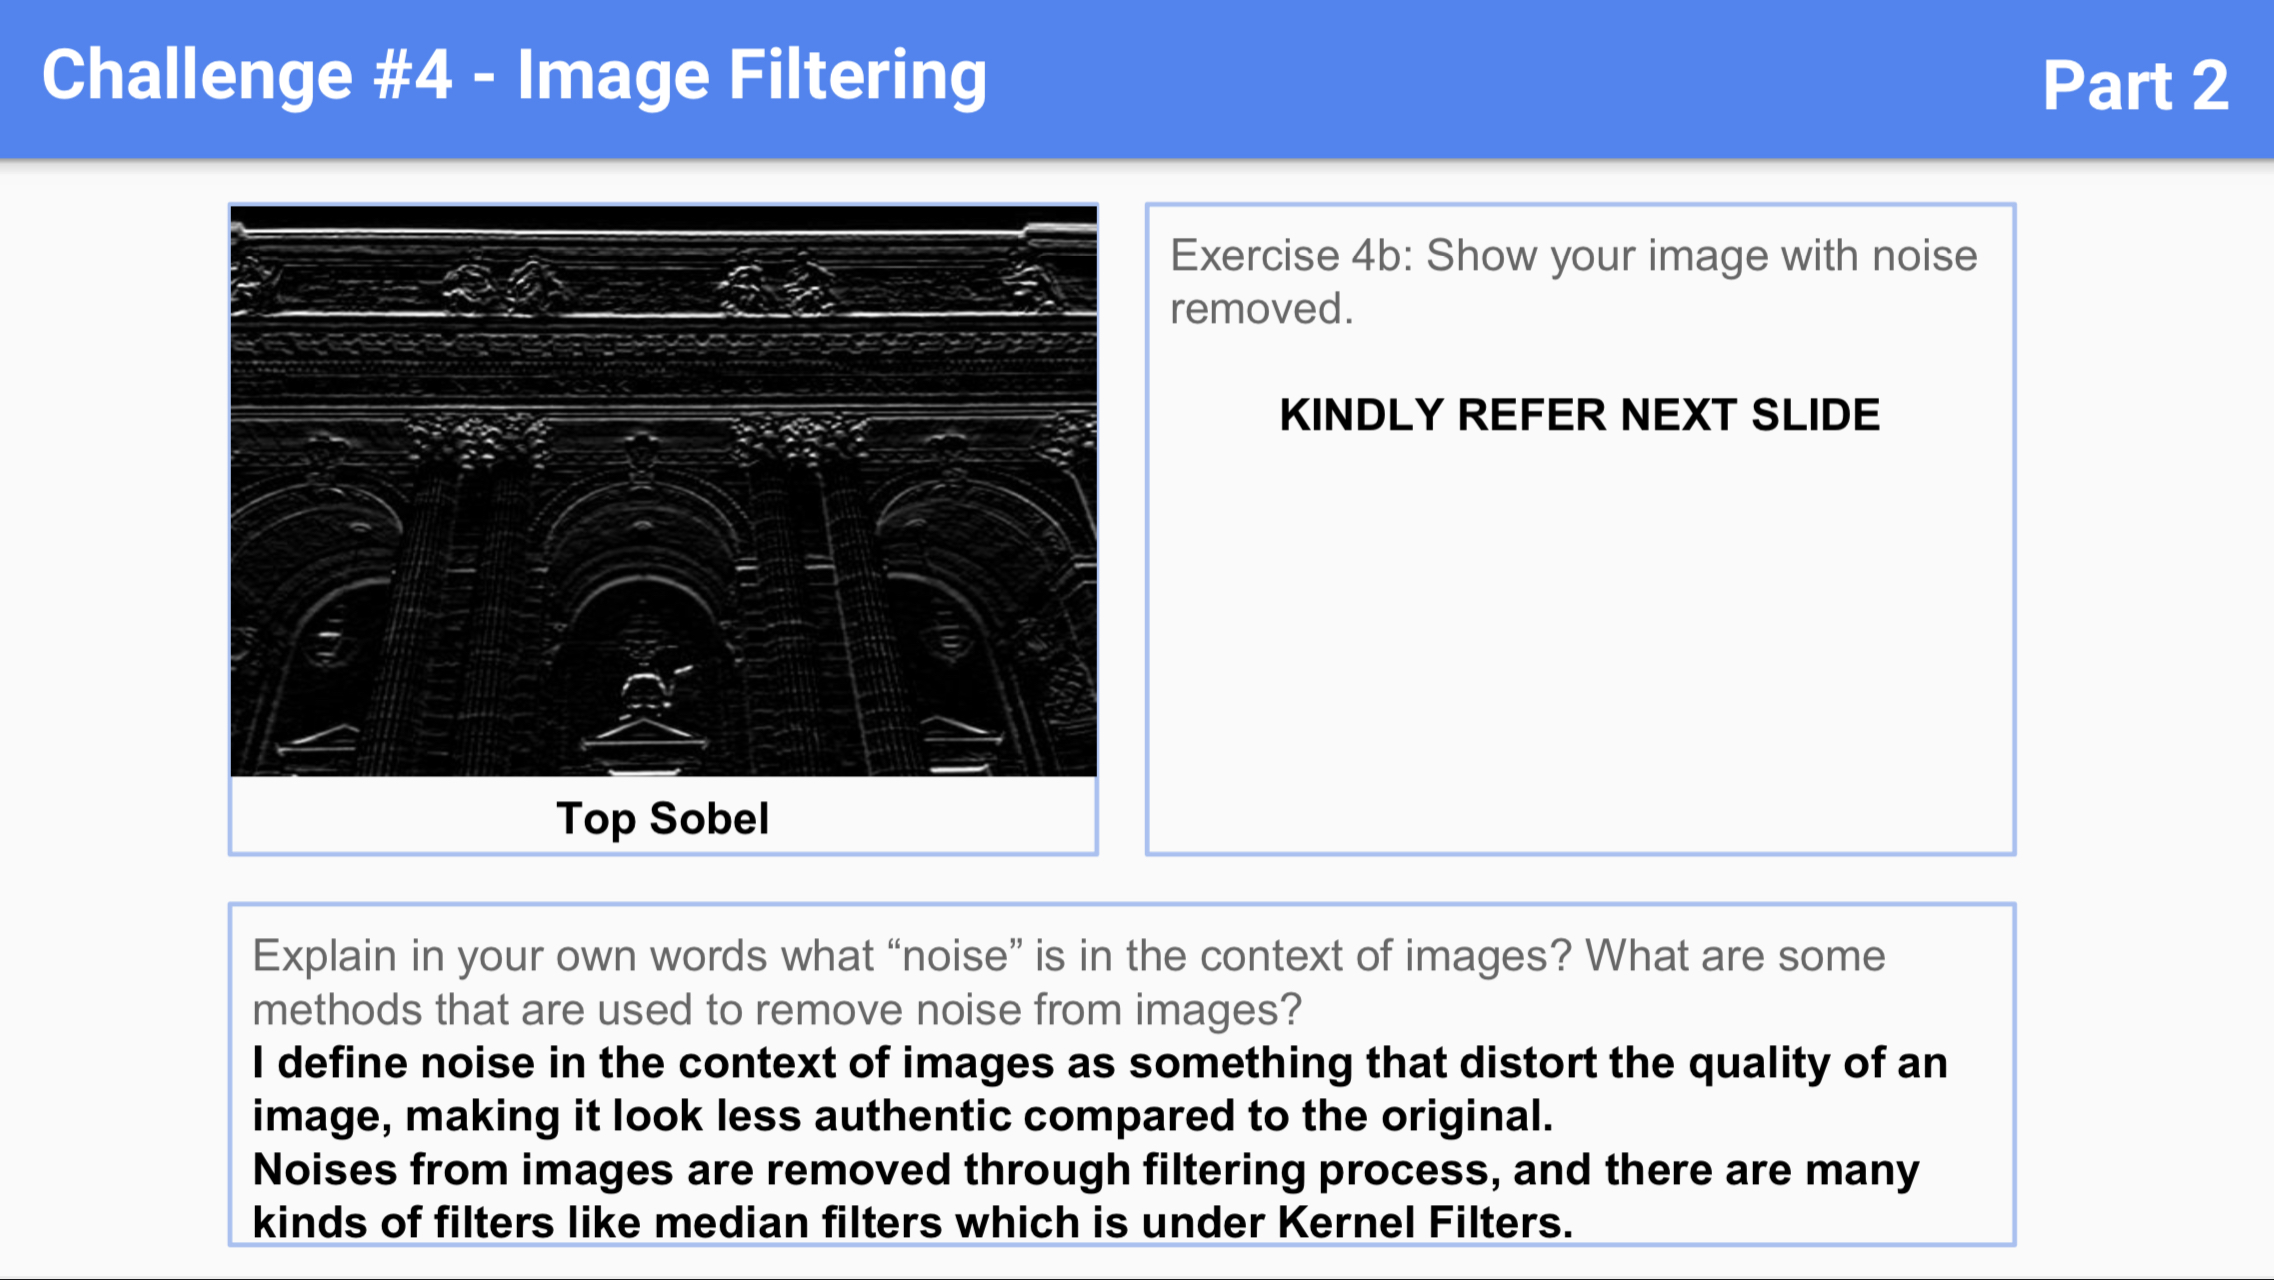 Challenge #4 - Image Filtering
Part 2
Top Sobel
Exercise 4b: Show your image with noise
removed.
KINDLY REFER NEXT SLIDE
Explain in your own words what “noise” is in the context of images? What are some
methods that are used to remove noise from images?
I define noise in the context of images as something that distort the quality of an
image, making it look less authentic compared to the original.
Noises from images are removed through filtering process, and there are many
kinds of filters like median filters which is under Kernel Filters.